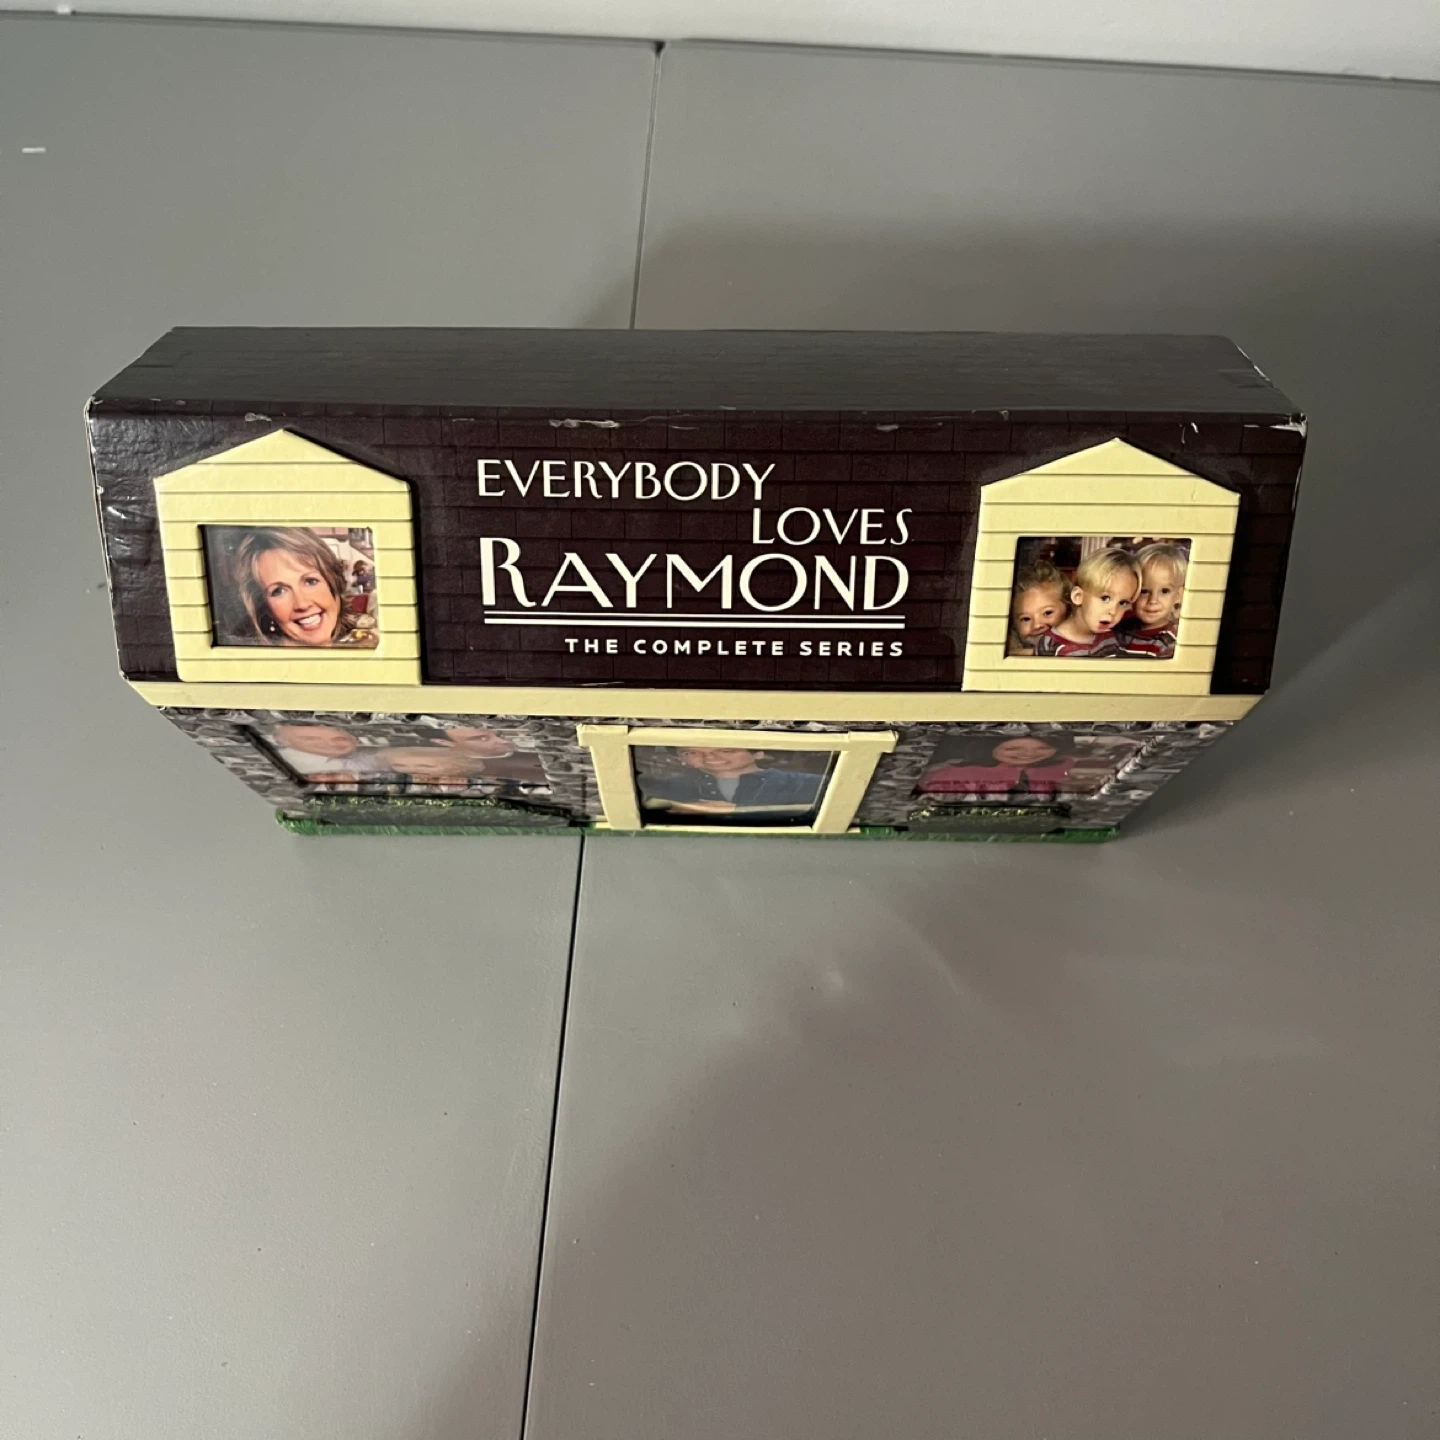 EVERYBODY
LOVES
RAYMOND
THE COMPLETE SERIES